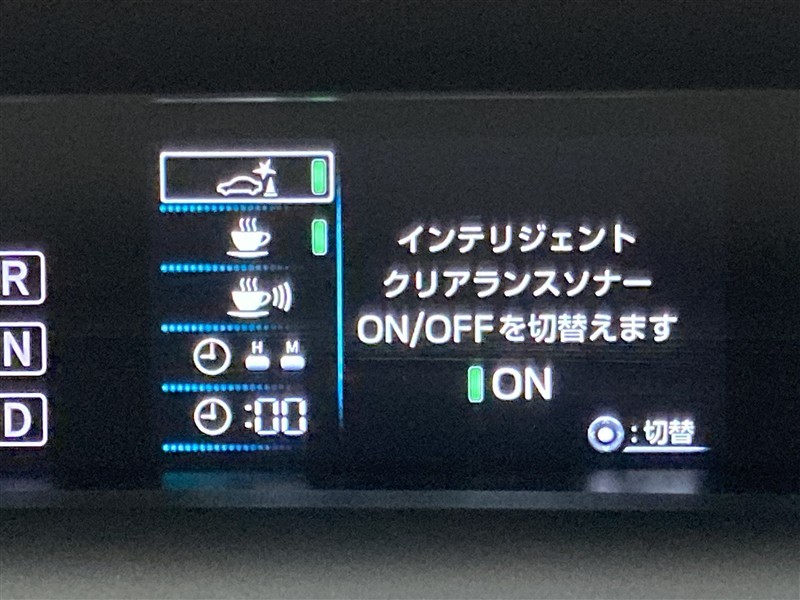 R
N
D
H M
:00
インテリジェント
クリアランスソナー
ON/OFFを切替えます
ON
:切替